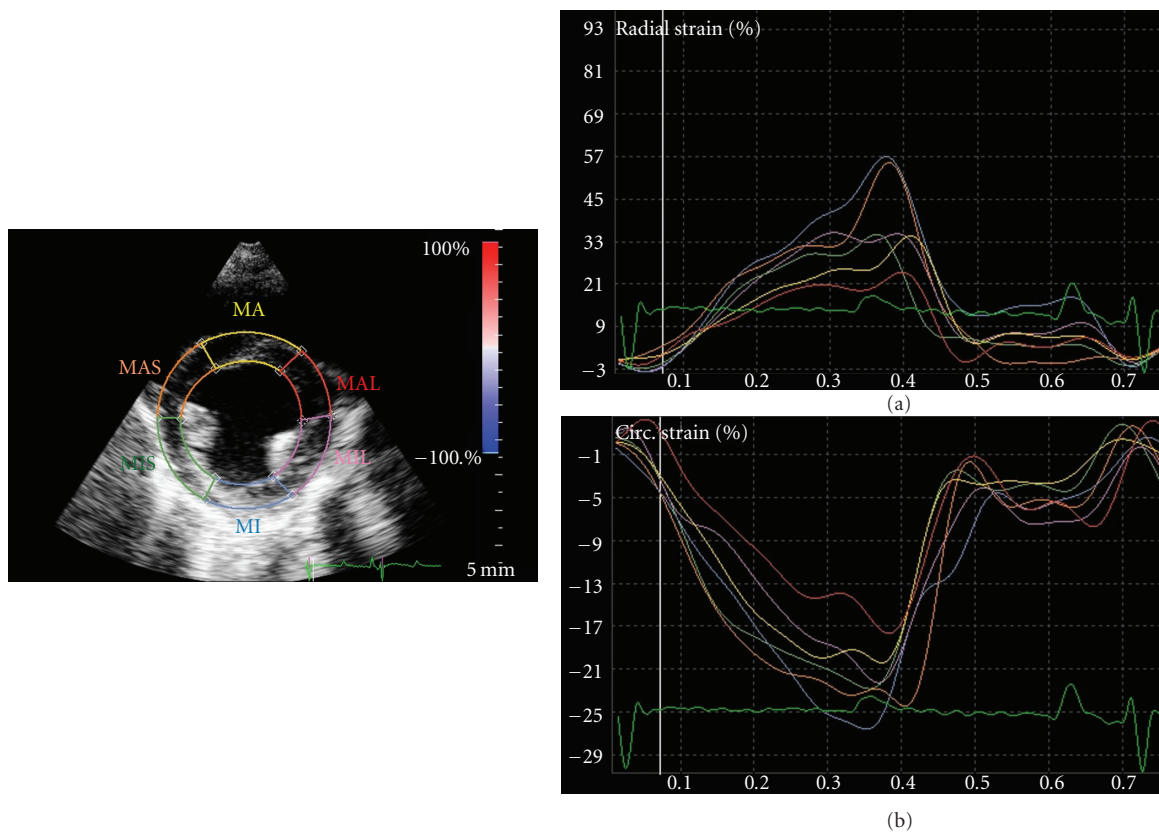 100%
MA
MAS
MAL
MIS
MIL
MI
−100.%
5 mm
Radial strain (%)
93
81
69
57
45
33
21
9
−3
0.1 0.2 0.3 0.4 0.5 0.6 0.7
(a)
Circ. strain (%)
−1
−5
−9
−13
−17
−21
−25
−29
0.1 0.2 0.3 0.4 0.5 0.6 0.7
(b)